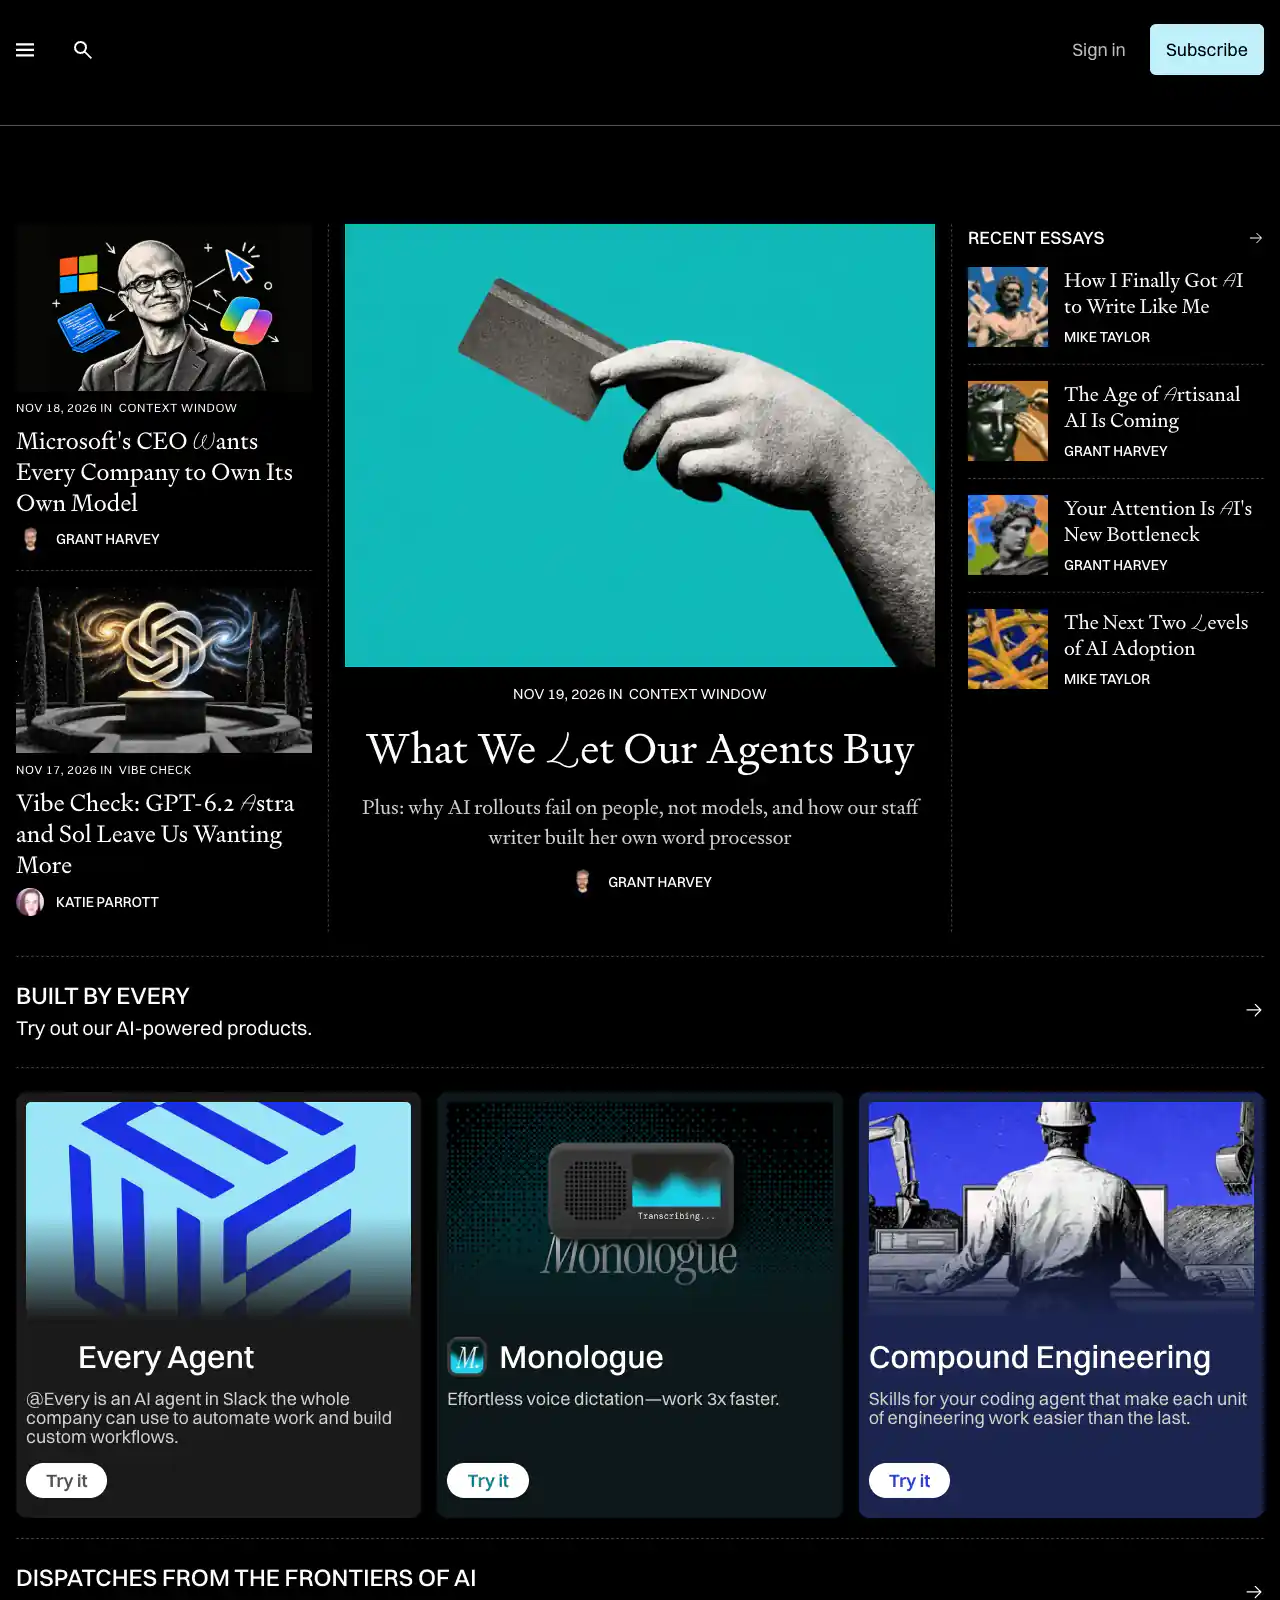 Sign in
Subscribe
NOV 18, 2026 IN CONTEXT WINDOW
Microsoft's CEO Wants
Every Company to Own Its
Own Model
GRANT HARVEY
NOV 17, 2026 IN VIBE CHECK
Vibe Check: GPT-6.2 Astra
and Sol Leave Us Wanting
More
KATIE PARROTT
NOV 19, 2026 IN CONTEXT WINDOW
What We Let Our Agents Buy
Plus: why AI rollouts fail on people, not models, and how our staff
writer built her own word processor
GRANT HARVEY
RECENT ESSAYS
How I Finally Got AI
to Write Like Me
MIKE TAYLOR
The Age of Artisanal
AI Is Coming
GRANT HARVEY
Your Attention Is AI's
New Bottleneck
GRANT HARVEY
The Next Two Levels
of AI Adoption
MIKE TAYLOR
BUILT BY EVERY
Try out our AI-powered products.
Every Agent
@Every is an AI agent in Slack the whole
company can use to automate work and build
custom workflows.
Try it
Transcribing...
Monologue
M.
Monologue
Effortless voice dictation—work 3x faster.
Try it
Compound Engineering
Skills for your coding agent that make each unit
of engineering work easier than the last.
Try it
DISPATCHES FROM THE FRONTIERS OF AI